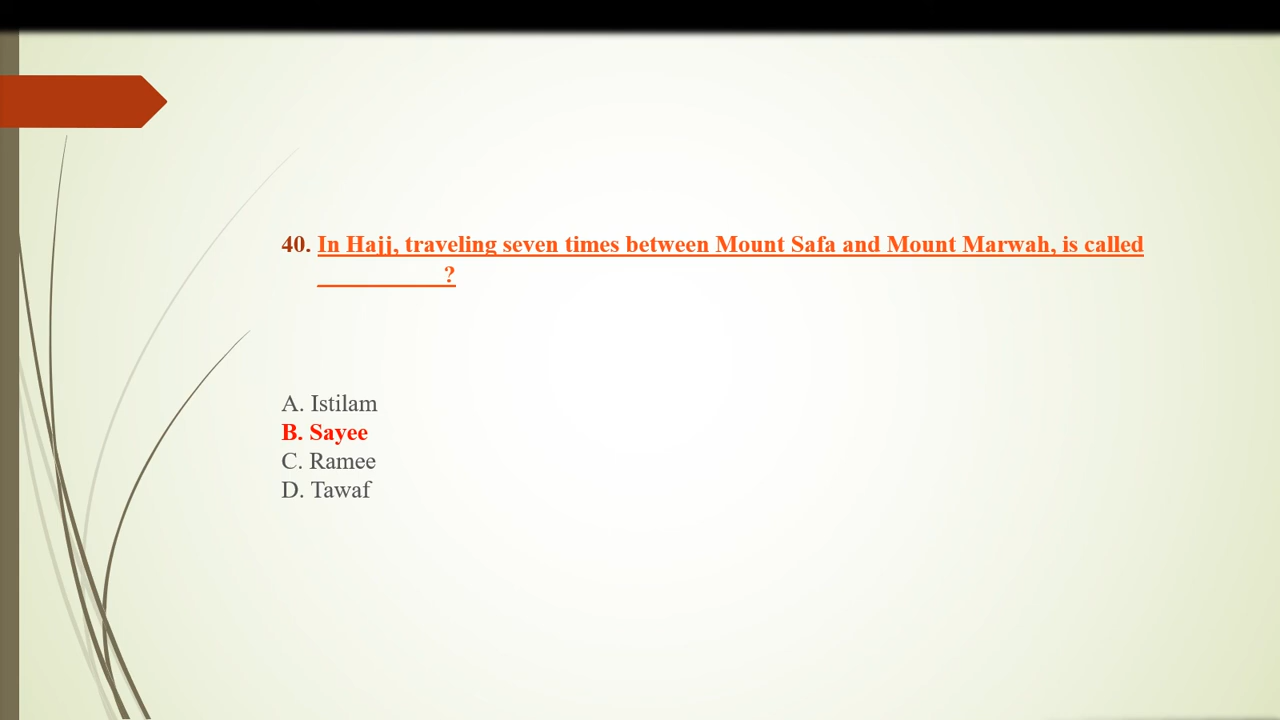 40. In Hajj, traveling seven times between Mount Safa and Mount Marwah, is called
___________?
A. Istilam
B. Sayee
C. Ramee
D. Tawaf